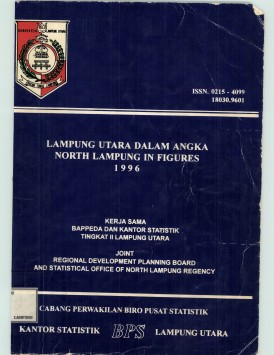 ISSN. 0215 - 4099
18030.9601
LAMPUNG UTARA DALAM ANGKA
NORTH LAMPUNG IN FIGURES
1996
KERJA SAMA
BAPPEDA DAN KANTOR STATISTIK
TINGKAT II LAMPUNG UTARA
JOINT
REGIONAL DEVELOPMENT PLANNING BOARD
AND STATISTICAL OFFICE OF NORTH LAMPUNG REGENCY
CABANG PERWAKILAN BIRO PUSAT STATISTIK
KANTOR STATISTIK BPS LAMPUNG UTARA